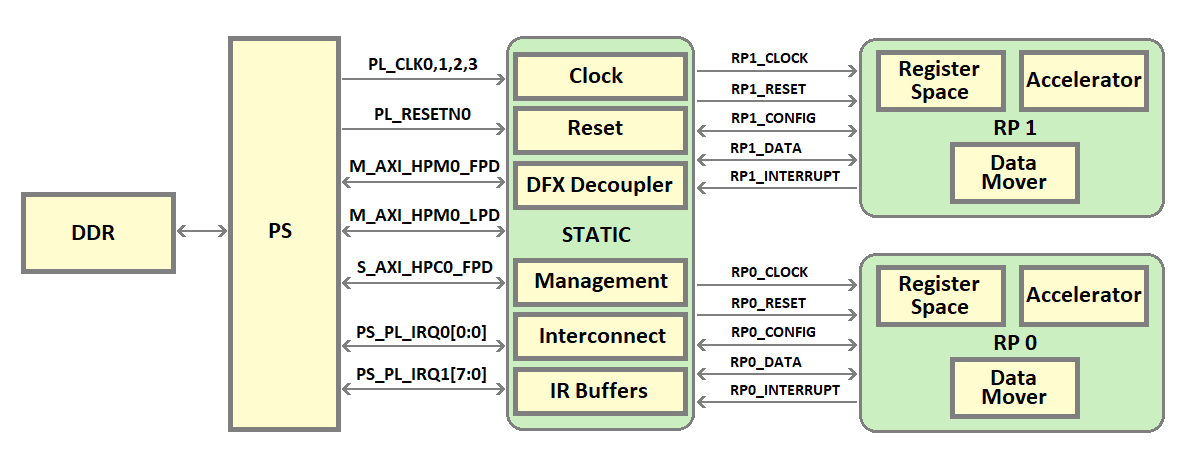 DDR
PS
PL_CLK0,1,2,3
PL_RESETN0
M_AXI_HPM0_FPD
M_AXI_HPM0_LPD
S_AXI_HPC0_FPD
PS_PL_IRQ0[0:0]
PS_PL_IRQ1[7:0]
Clock
Reset
DFX Decoupler
STATIC
Management
Interconnect
IR Buffers
RP1_CLOCK
RP1_RESET
RP1_CONFIG
RP1_DATA
RP1_INTERRUPT
Register
Space
Accelerator
RP 1
Data
Mover
RP0_CLOCK
RP0_RESET
RP0_CONFIG
RP0_DATA
RP0_INTERRUPT
Register
Space
Accelerator
RP 0
Data
Mover